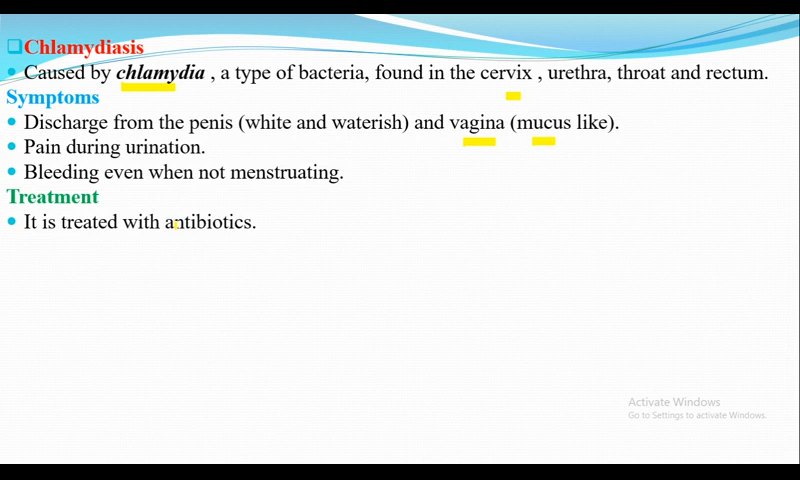 Chlamydiasis
Caused by chlamydia , a type of bacteria, found in the cervix , urethra, throat and rectum.
Symptoms
Discharge from the penis (white and waterish) and vagina (mucus like).
Pain during urination.
Bleeding even when not menstruating.
Treatment
It is treated with antibiotics.
Activate Windows
Go to Settings to activate Windows.